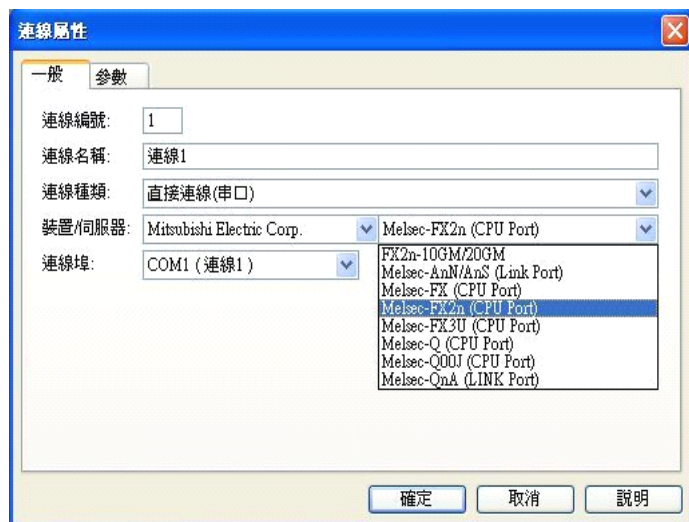 連線屬性
一般 參數
連線編號: 1
連線名稱: 連線1
連線種類: 直接連線(串口)
裝置/伺服器: Mitsubishi Electric Corp. Melsec-FX2n (CPU Port)
連線埠: COM1 ( 連線1 )
FX2n-10GM/20GM
Melsec-AnN/AnS (Link Port)
Melsec-FX (CPU Port)
Melsec-FX2n (CPU Port)
Melsec-FX3U (CPU Port)
Melsec-Q (CPU Port)
Melsec-Q00J (CPU Port)
Melsec-QnA (LINK Port)
確定 取消 說明